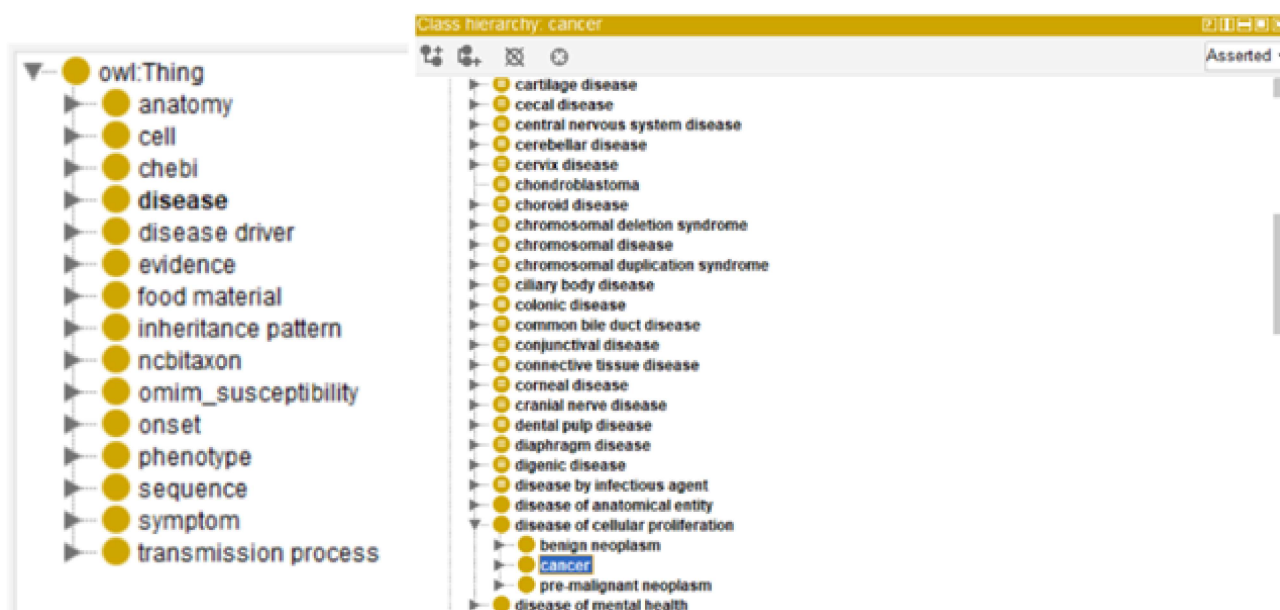 owl:Thing
anatomy
cell
chebi
disease
disease driver
evidence
food material
inheritance pattern
ncbitaxon
omim_susceptibility
onset
phenotype
sequence
symptom
transmission process
Class hierarchy: cancer
Asserted
cartilage disease
cecal disease
central nervous system disease
cerebellar disease
cervix disease
chondroblastoma
choroid disease
chromosomal deletion syndrome
chromosomal disease
chromosomal duplication syndrome
ciliary body disease
colonic disease
common bile duct disease
conjunctival disease
connective tissue disease
corneal disease
cranial nerve disease
dental pulp disease
diaphragm disease
digenic disease
disease by infectious agent
disease of anatomical entity
disease of cellular proliferation
benign neoplasm
cancer
pre-malignant neoplasm
disease of mental health